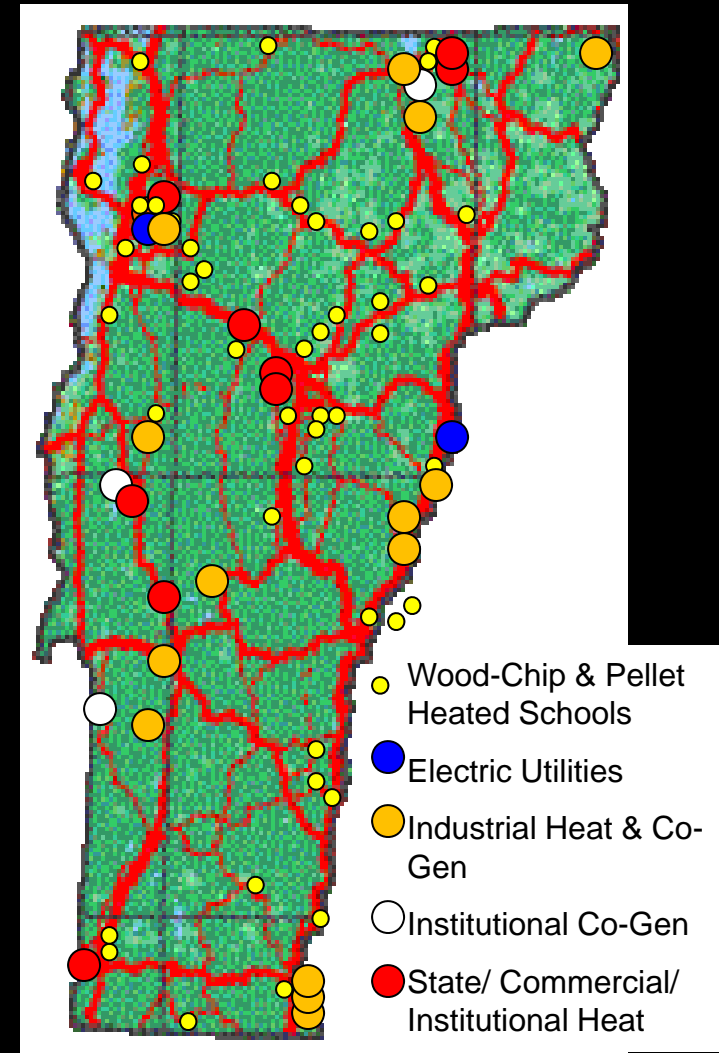 Wood-Chip & Pellet
Heated Schools
Electric Utilities
Industrial Heat & Co-
Gen
Institutional Co-Gen
State/ Commercial/
Institutional Heat